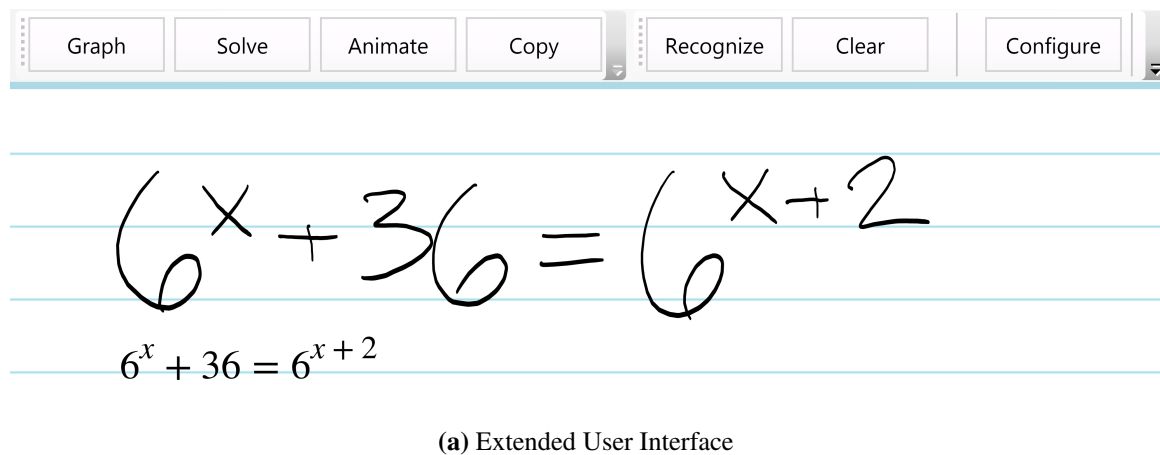 Graph Solve Animate Copy Recognize Clear Configure
6^x + 36 = 6^{x+2}
6^x + 36 = 6^{x + 2}
(a) Extended User Interface